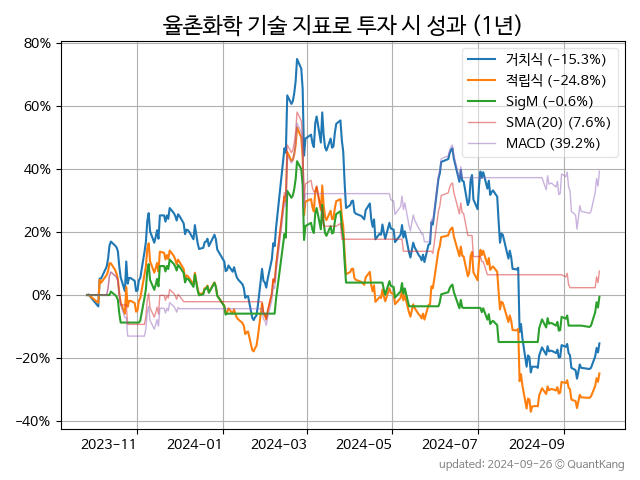 율촌화학 기술 지표로 투자 시 성과 (1년)
80%
60%
40%
20%
0%
−20%
−40%
거치식 (−15.3%)
적립식 (−24.8%)
SigM (−0.6%)
SMA(20) (7.6%)
MACD (39.2%)
2023-11 2024-01 2024-03 2024-05 2024-07 2024-09
updated: 2024-09-26 © QuantKang